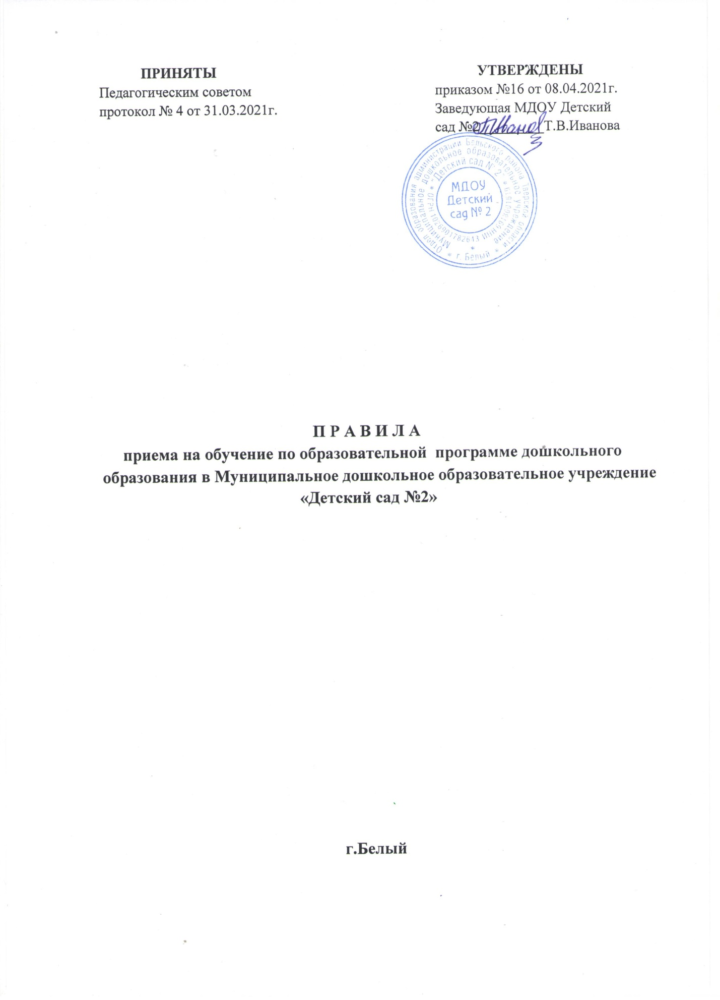 ПРИНЯТЫ
Педагогическим советом
протокол № 4 от 31.03.2021г.
УТВЕРЖДЕНЫ
приказом №16 от 08.04.2021г.
Заведующая МДОУ Детский
сад №2 Т.В.Иванова
Отдел образования администрации Бельского района Тверской области
* г. Белый *
Муниципальное дошкольное образовательное учреждение
* "Детский сад № 2" *
ОГРН 1026901782643 ИНН
МДОУ
Детский
сад № 2
П Р А В И Л А
приема на обучение по образовательной программе дошкольного
образования в Муниципальное дошкольное образовательное учреждение
«Детский сад №2»
г.Белый